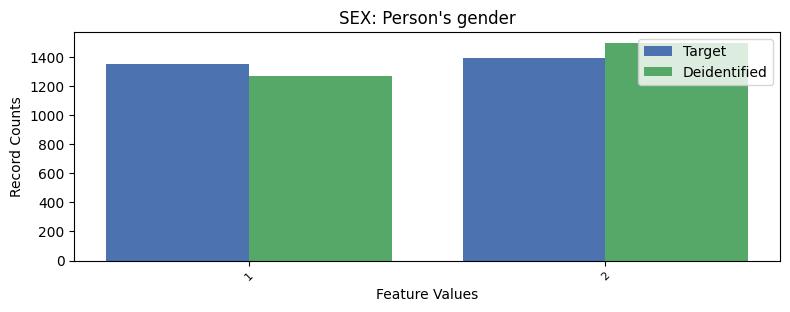 SEX: Person's gender
Target
Deidentified
Record Counts
1400
1200
1000
800
600
400
200
0
1
2
Feature Values